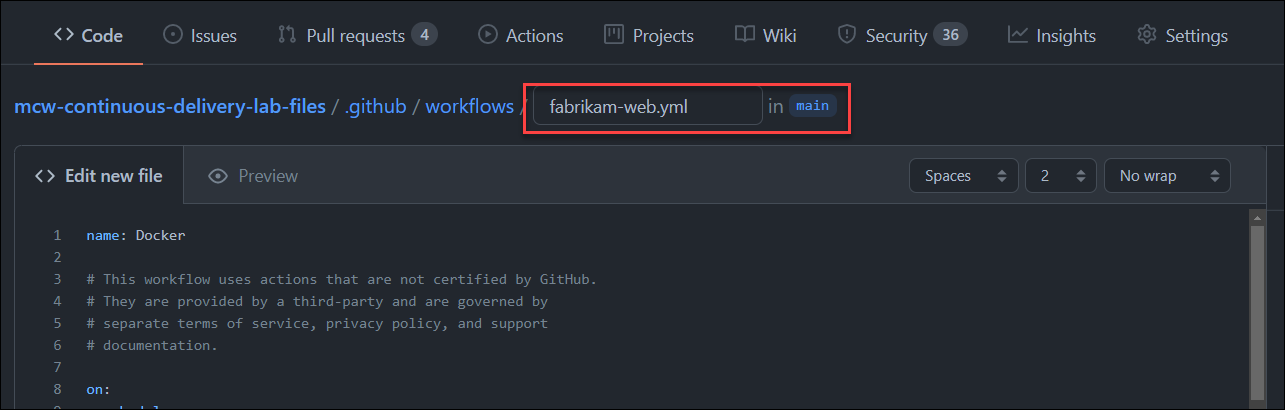 <> Code Issues Pull requests 4 Actions Projects Wiki Security 36 Insights Settings
mcw-continuous-delivery-lab-files / .github / workflows / fabrikam-web.yml in main
<> Edit new file Preview Spaces 2 No wrap
1 name: Docker
2
3 # This workflow uses actions that are not certified by GitHub.
4 # They are provided by a third-party and are governed by
5 # separate terms of service, privacy policy, and support
6 # documentation.
7
8 on: